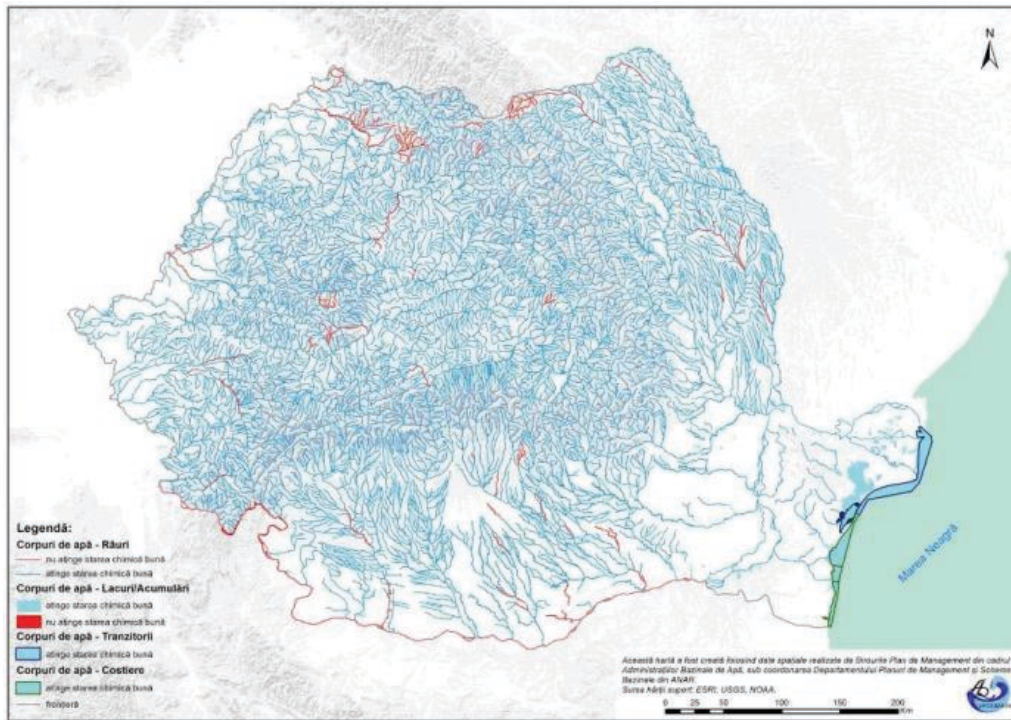 N
Marea Neagră
Legendă:
Corpuri de apă - Râuri
nu atinge starea chimică bună
atinge starea chimică bună
Corpuri de apă - Lacuri/Acumulări
atinge starea chimică bună
nu atinge starea chimică bună
Corpuri de apă - Tranzitorii
atinge starea chimică bună
Corpuri de apă - Costiere
atinge starea chimică bună
frontieră
Această hartă a fost creată folosind date spațiale realizate de Birourile Plan de Management din cadrul
Administrațiilor Bazinale de Apă, sub coordonarea Departamentului Planuri de Management și Scheme
Bazinale din ANAR.
Sursa hărții suport: ESRI, USGS, NOAA.
0 25 50 100 150 200
Km